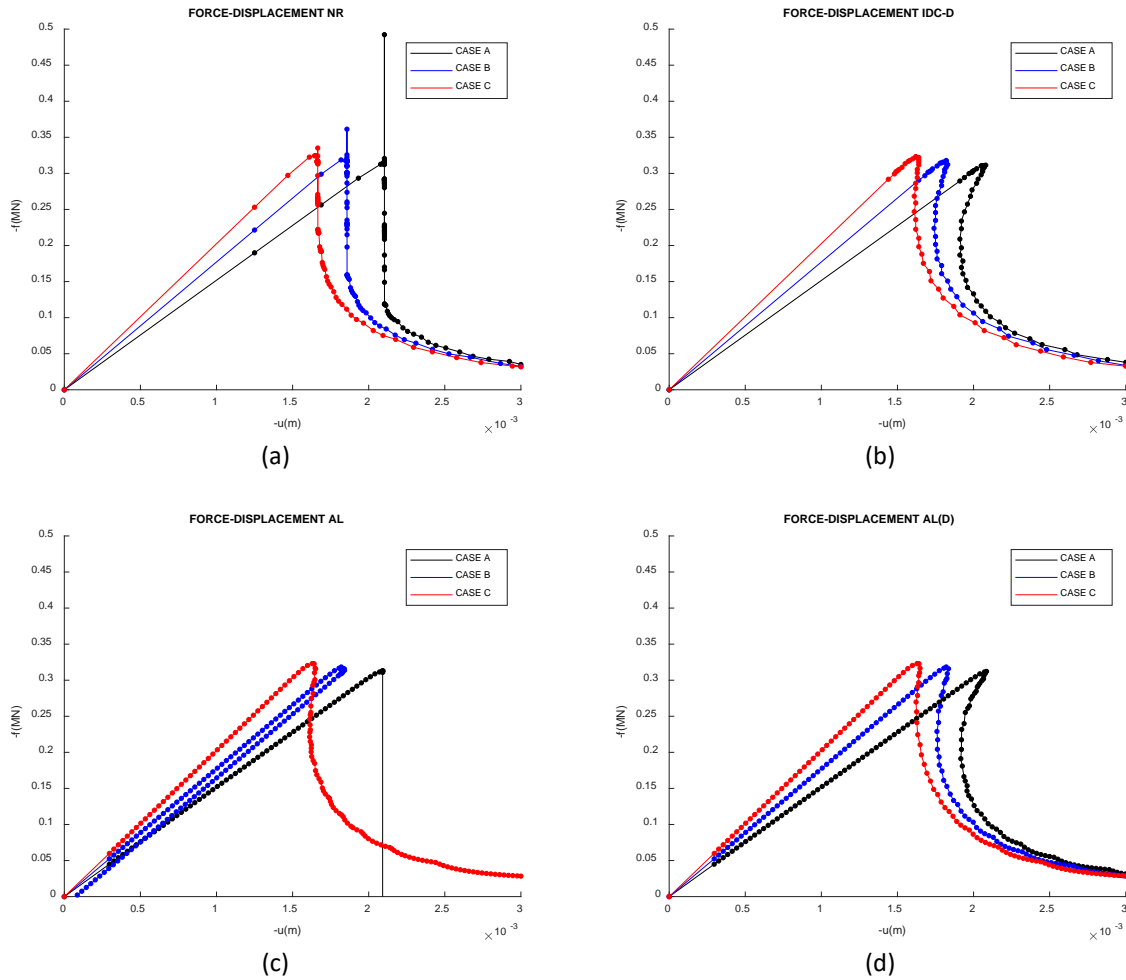 FORCE-DISPLACEMENT NR
0.5
0.45
0.4
0.35
0.3
0.25
0.2
0.15
0.1
0.05
0
-f(MN)
CASE A
CASE B
CASE C
0 0.5 1 1.5 2 2.5 3
-u(m)
×10 -3
(a)
FORCE-DISPLACEMENT IDC-D
0.5
0.45
0.4
0.35
0.3
0.25
0.2
0.15
0.1
0.05
0
-f(MN)
CASE A
CASE B
CASE C
0 0.5 1 1.5 2 2.5 3
-u(m)
×10 -3
(b)
FORCE-DISPLACEMENT AL
0.5
0.45
0.4
0.35
0.3
0.25
0.2
0.15
0.1
0.05
0
-f(MN)
CASE A
CASE B
CASE C
0 0.5 1 1.5 2 2.5 3
-u(m)
×10 -3
(c)
FORCE-DISPLACEMENT AL(D)
0.5
0.45
0.4
0.35
0.3
0.25
0.2
0.15
0.1
0.05
0
-f(MN)
CASE A
CASE B
CASE C
0 0.5 1 1.5 2 2.5 3
-u(m)
×10 -3
(d)